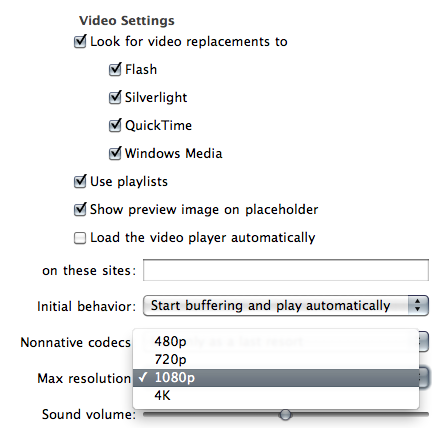 Video Settings
Look for video replacements to
Flash
Silverlight
QuickTime
Windows Media
Use playlists
Show preview image on placeholder
Load the video player automatically
on these sites:
Initial behavior: Start buffering and play automatically
Nonnative codecs
480p
720p
Max resolution ✓ 1080p
4K
Sound volume: